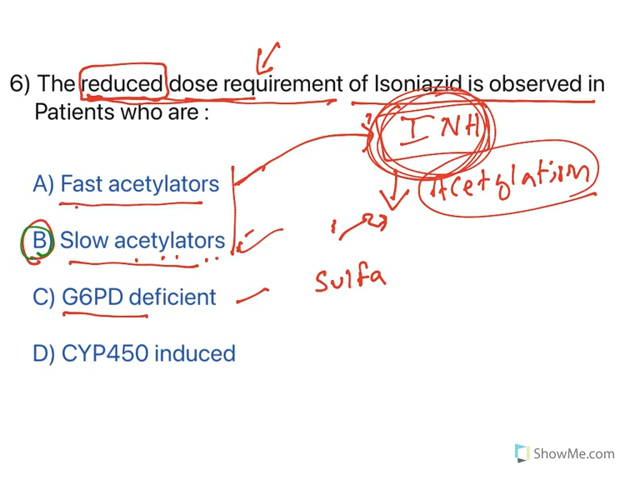 6) The reduced dose requirement of Isoniazid is observed in
Patients who are :
INH
A) Fast acetylators
Acetylation
B) Slow acetylators
Sulfa
C) G6PD deficient
D) CYP450 induced
ShowMe.com